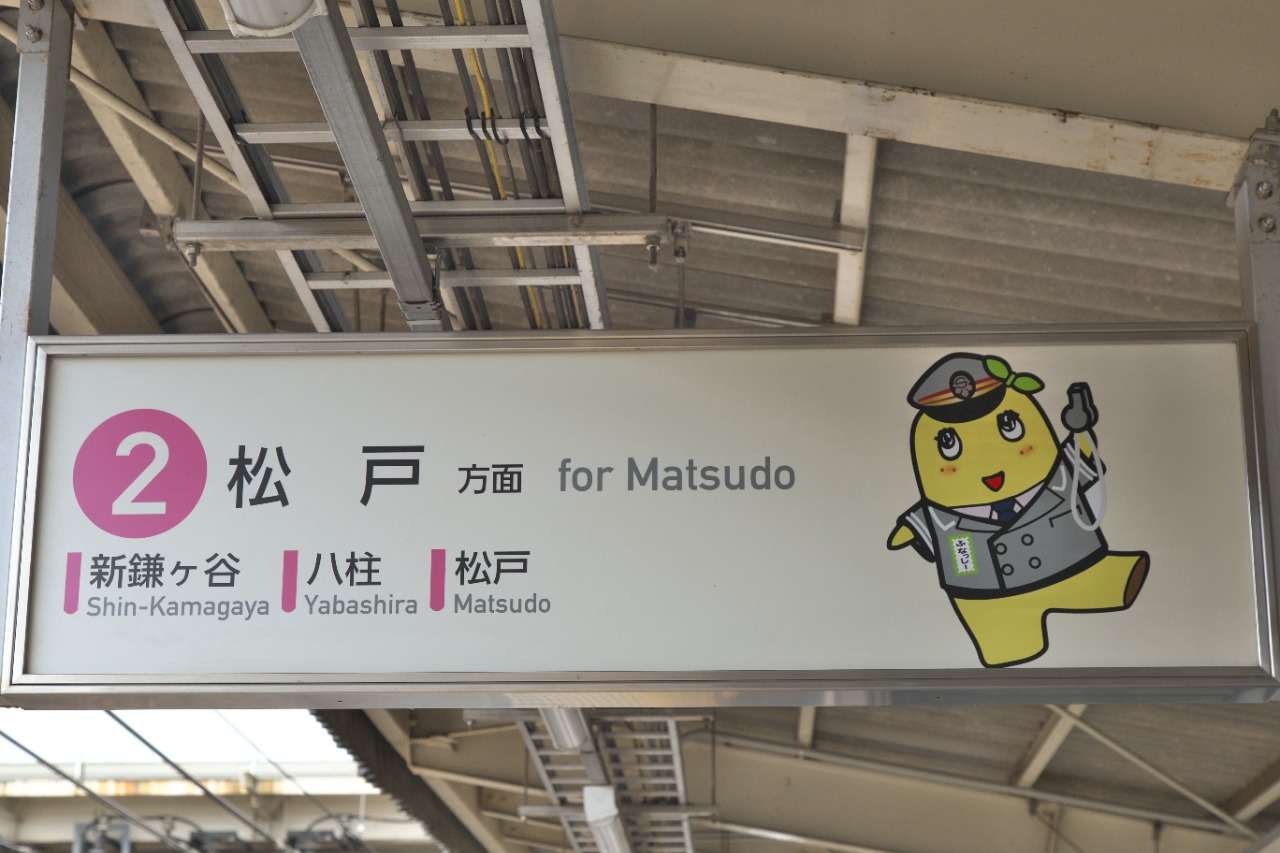 2 松 戸 方面 for Matsudo
新鎌ヶ谷 八柱 松戸
Shin-Kamagaya Yabashira Matsudo
ふなっしー